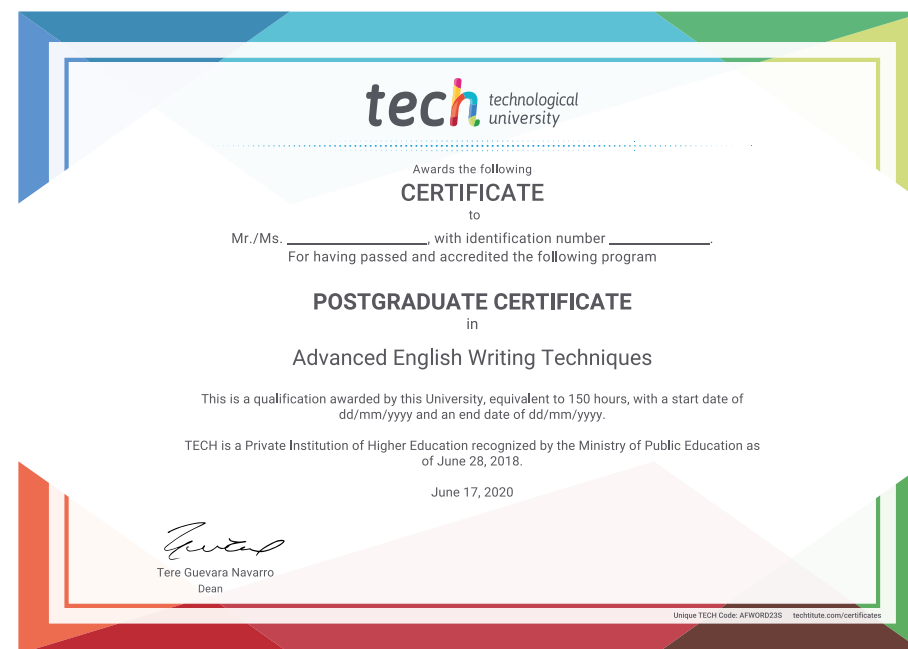 tech technological
university
Awards the following
CERTIFICATE
to
Mr./Ms. ____________________, with identification number ______________.
For having passed and accredited the following program
POSTGRADUATE CERTIFICATE
in
Advanced English Writing Techniques
This is a qualification awarded by this University, equivalent to 150 hours, with a start date of
dd/mm/yyyy and an end date of dd/mm/yyyy.
TECH is a Private Institution of Higher Education recognized by the Ministry of Public Education as
of June 28, 2018.
June 17, 2020
Tere Guevara Navarro
Dean
Unique TECH Code: AFWORD23S techtitute.com/certificates